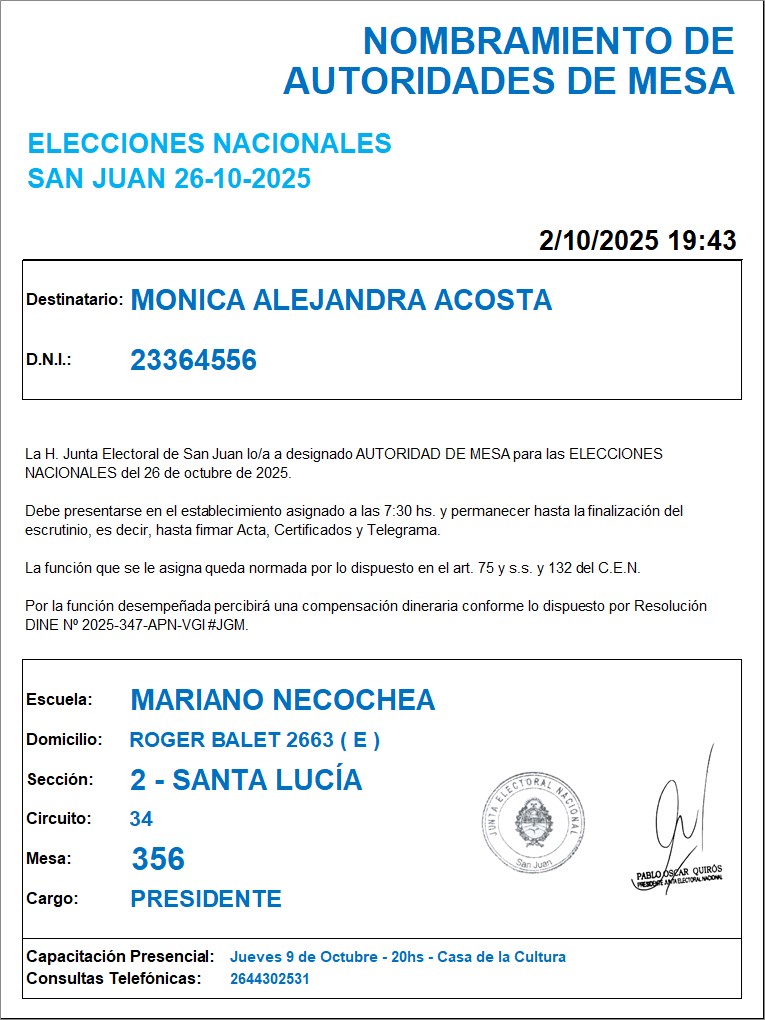 NOMBRAMIENTO DE
AUTORIDADES DE MESA
ELECCIONES NACIONALES
SAN JUAN 26-10-2025
2/10/2025 19:43
Destinatario: MONICA ALEJANDRA ACOSTA
D.N.I.: 23364556
La H. Junta Electoral de San Juan lo/a a designado AUTORIDAD DE MESA para las ELECCIONES
NACIONALES del 26 de octubre de 2025.
Debe presentarse en el establecimiento asignado a las 7:30 hs. y permanecer hasta la finalización del
escrutinio, es decir, hasta firmar Acta, Certificados y Telegrama.
La función que se le asigna queda normada por lo dispuesto en el art. 75 y s.s. y 132 del C.E.N.
Por la función desempeñada percibirá una compensación dineraria conforme lo dispuesto por Resolución
DINE Nº 2025-347-APN-VGI#JGM.
Escuela: MARIANO NECOCHEA
Domicilio: ROGER BALET 2663 ( E )
Sección: 2 - SANTA LUCÍA
Circuito: 34
Mesa: 356
Cargo: PRESIDENTE
JUNTA ELECTORAL NACIONAL
San Juan
PABLO OSCAR QUIRÓS
PRESIDENTE JUNTA ELECTORAL NACIONAL
Capacitación Presencial: Jueves 9 de Octubre - 20hs - Casa de la Cultura
Consultas Telefónicas: 2644302531